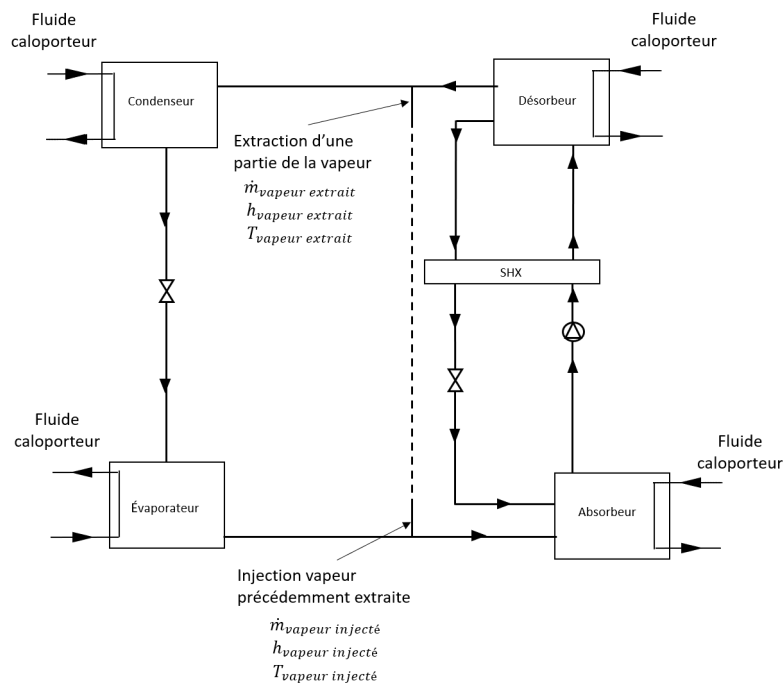 Fluide
caloporteur
Fluide
caloporteur
Condenseur
Désorbeur
Extraction d'une
partie de la vapeur
ṁvapeur extrait
hvapeur extrait
Tvapeur extrait
SHX
Fluide
caloporteur
Fluide
caloporteur
Évaporateur
Absorbeur
Injection vapeur
précédemment extraite
ṁvapeur injecté
hvapeur injecté
Tvapeur injecté